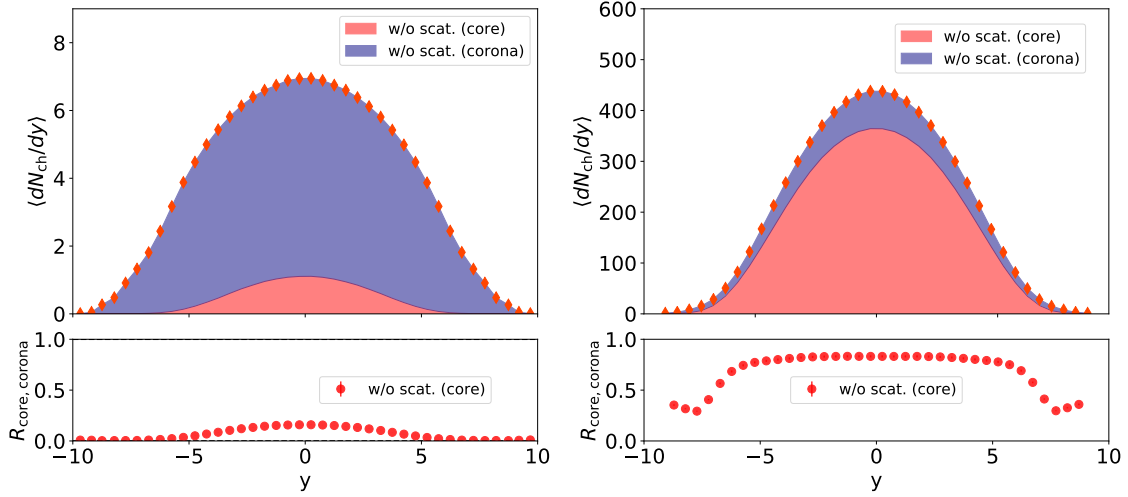 8
6
4
2
0
⟨dN_ch/dy⟩
w/o scat. (core)
w/o scat. (corona)
1.0
0.5
0.0
R_core, corona
w/o scat. (core)
−10
−5
0
5
10
y
600
500
400
300
200
100
0
⟨dN_ch/dy⟩
w/o scat. (core)
w/o scat. (corona)
1.0
0.5
0.0
R_core, corona
w/o scat. (core)
−10
−5
0
5
10
y